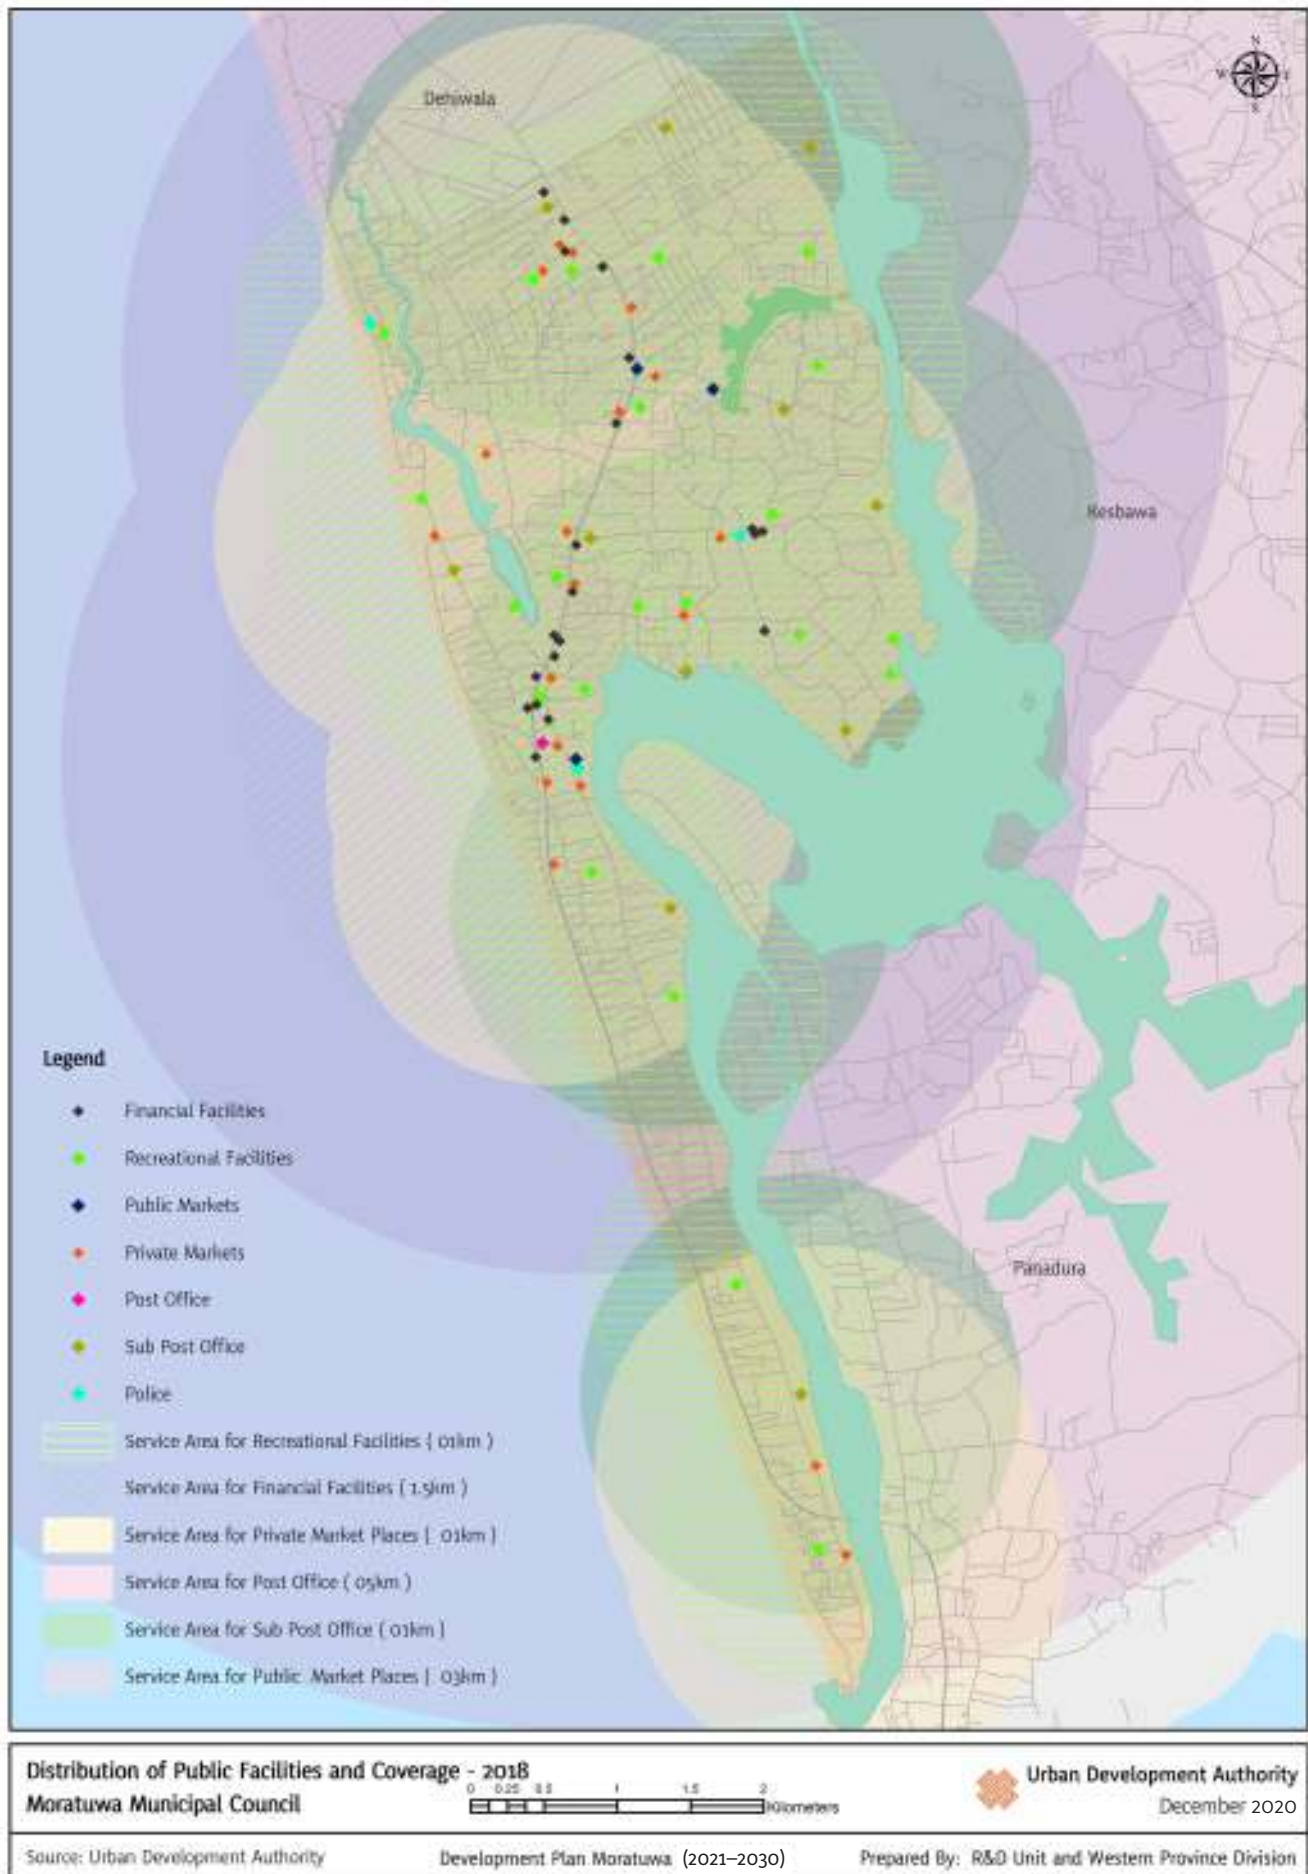 N
W
S
Dehiwala
Kesbawa
Panadura
Legend
Financial Facilities
Recreational Facilities
Public Markets
Private Markets
Post Office
Sub Post Office
Police
Service Area for Recreational Facilities ( 01km )
Service Area for Financial Facilities ( 1.5km )
Service Area for Private Market Places ( 01km )
Service Area for Post Office ( 05km )
Service Area for Sub Post Office ( 01km )
Service Area for Public Market Places ( 03km )
Distribution of Public Facilities and Coverage - 2018
Moratuwa Municipal Council
0 0.25 0.5 1 1.5 2
Kilometers
Urban Development Authority
December 2020
Source: Urban Development Authority
Development Plan Moratuwa (2021–2030)
Prepared By: R&D Unit and Western Province Division